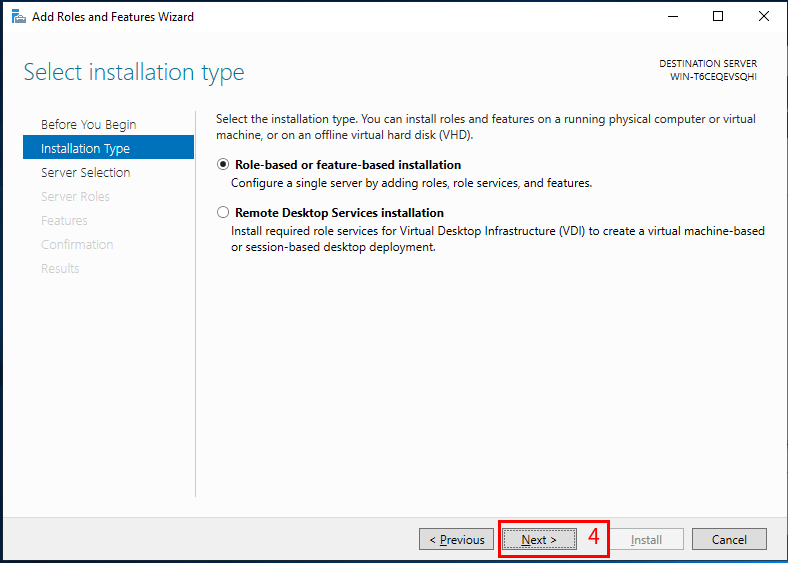 Add Roles and Features Wizard
Select installation type
DESTINATION SERVER
WIN-T6CEQEVSQHI
Before You Begin
Installation Type
Server Selection
Server Roles
Features
Confirmation
Results
Select the installation type. You can install roles and features on a running physical computer or virtual
machine, or on an offline virtual hard disk (VHD).
Role-based or feature-based installation
Configure a single server by adding roles, role services, and features.
Remote Desktop Services installation
Install required role services for Virtual Desktop Infrastructure (VDI) to create a virtual machine-based
or session-based desktop deployment.
< Previous
Next >
4
Install
Cancel